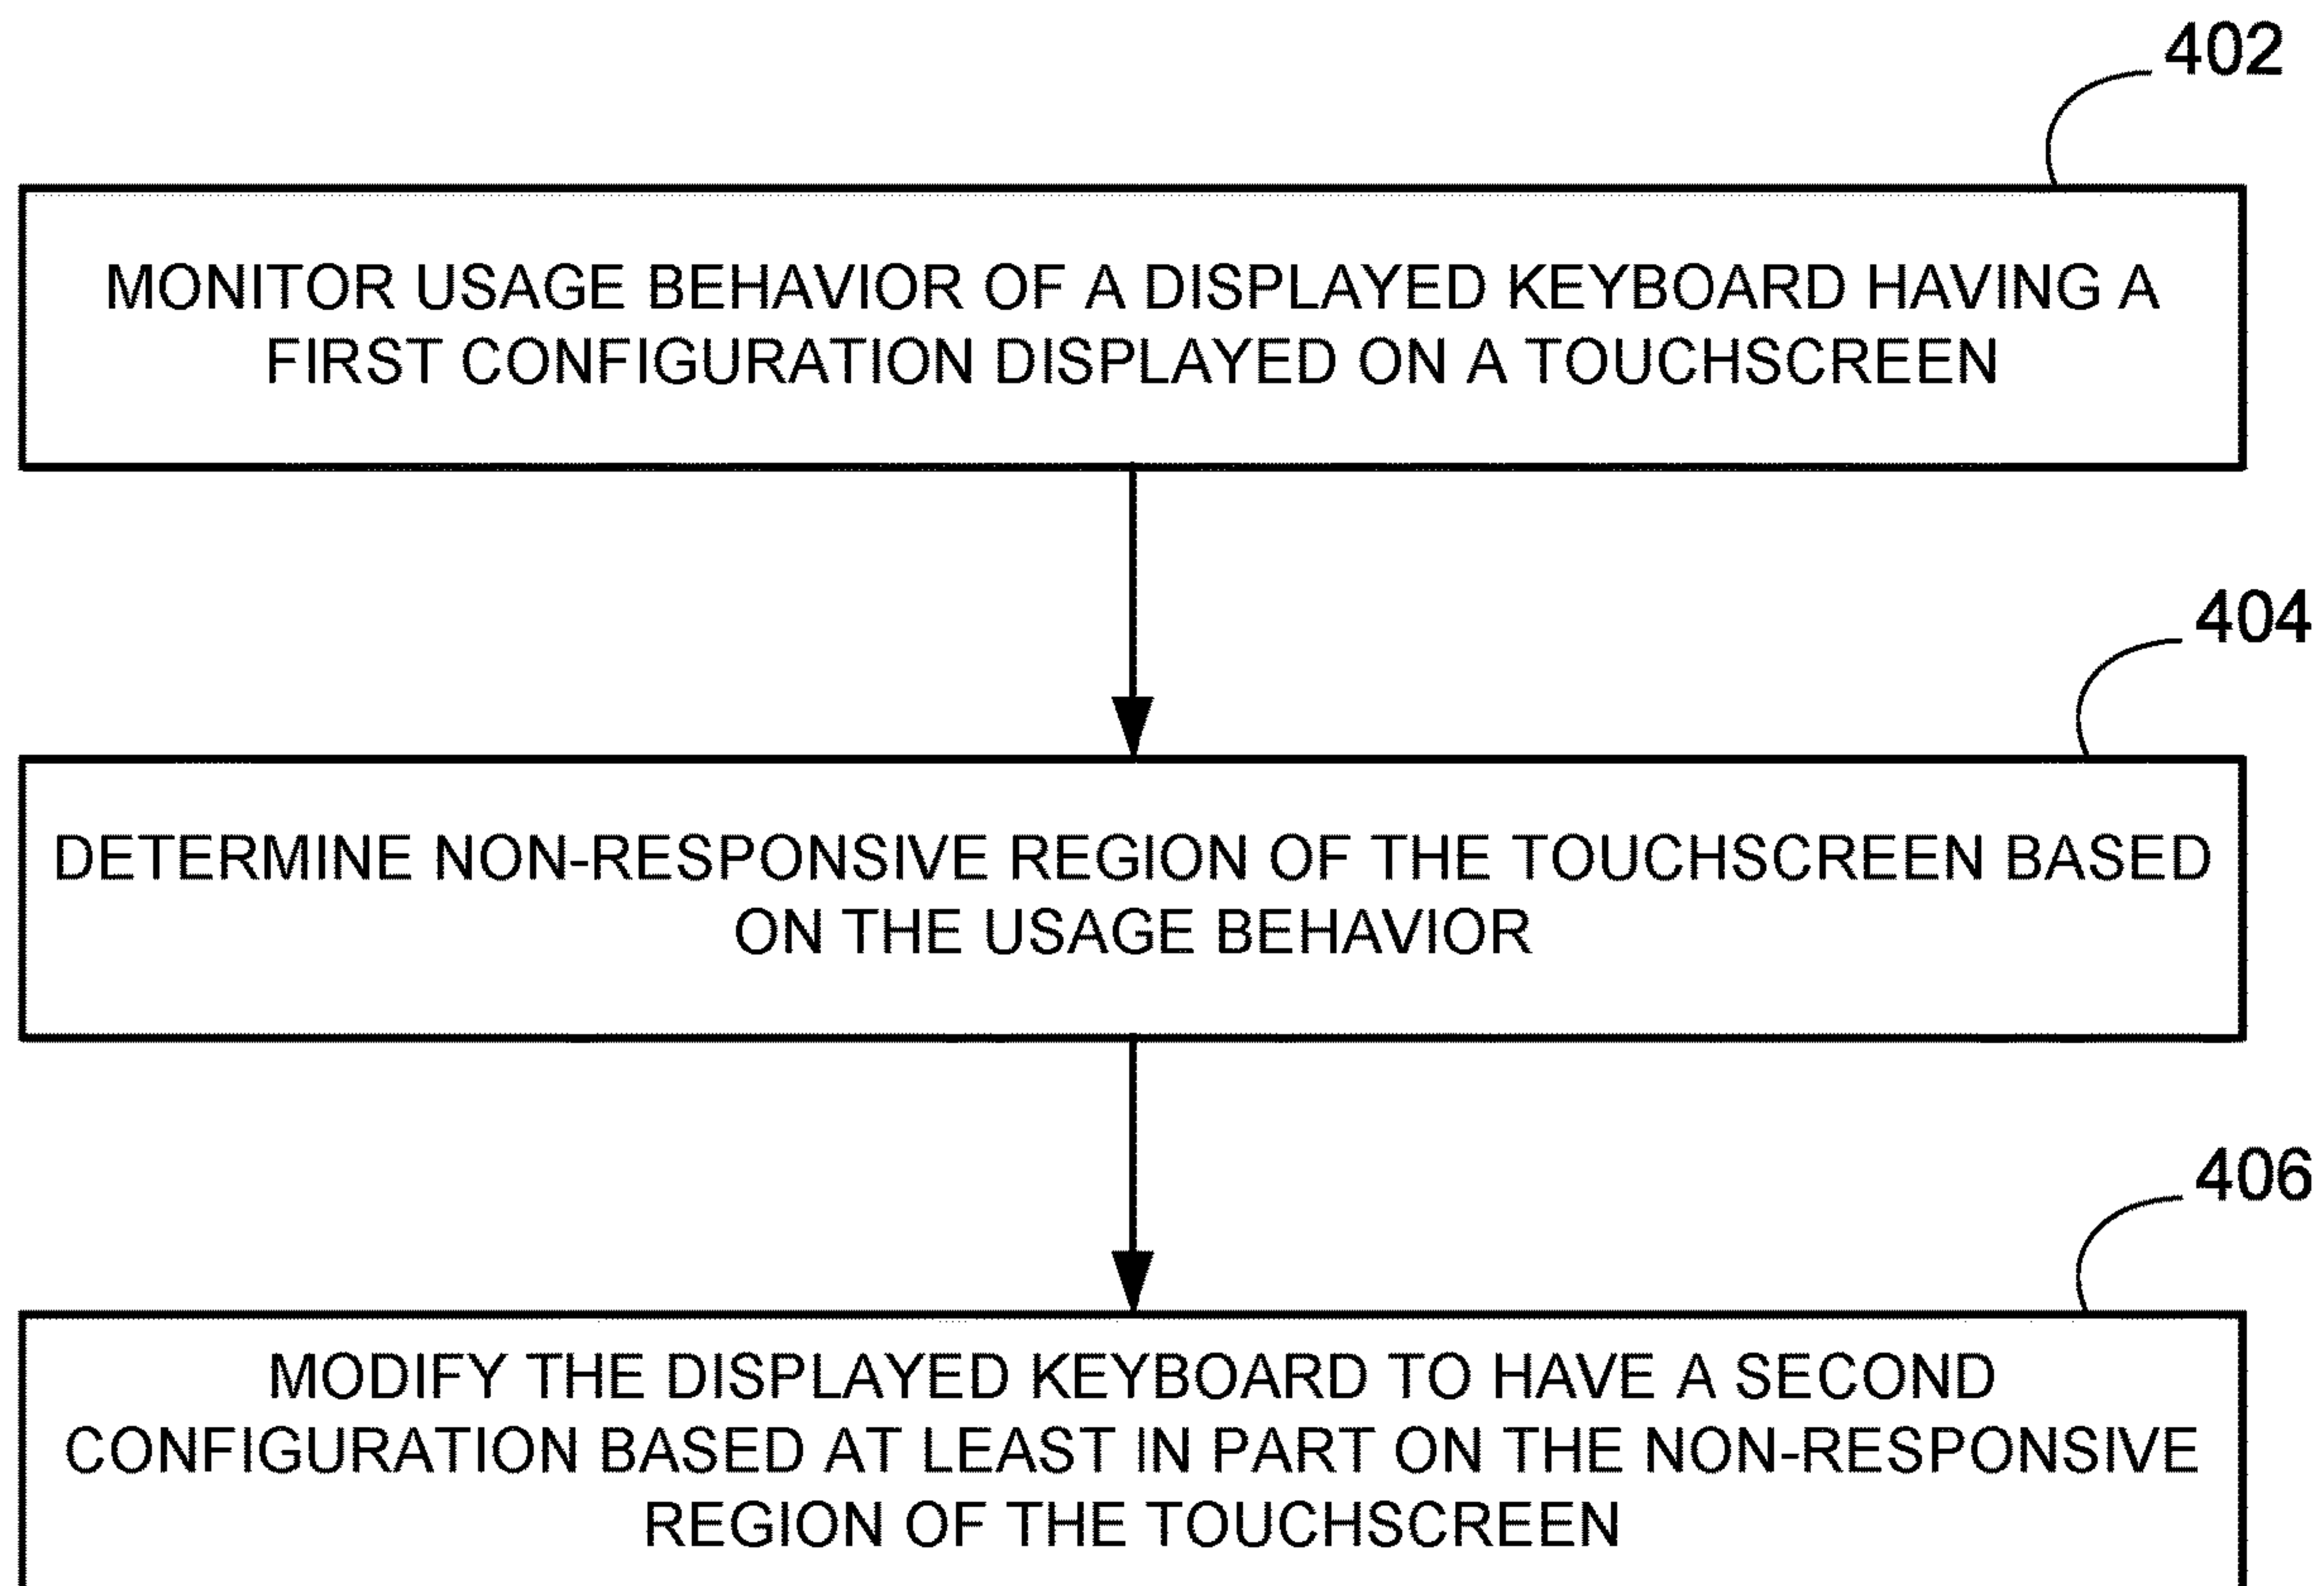 402
MONITOR USAGE BEHAVIOR OF A DISPLAYED KEYBOARD HAVING A
FIRST CONFIGURATION DISPLAYED ON A TOUCHSCREEN
404
DETERMINE NON-RESPONSIVE REGION OF THE TOUCHSCREEN BASED
ON THE USAGE BEHAVIOR
406
MODIFY THE DISPLAYED KEYBOARD TO HAVE A SECOND
CONFIGURATION BASED AT LEAST IN PART ON THE NON-RESPONSIVE
REGION OF THE TOUCHSCREEN